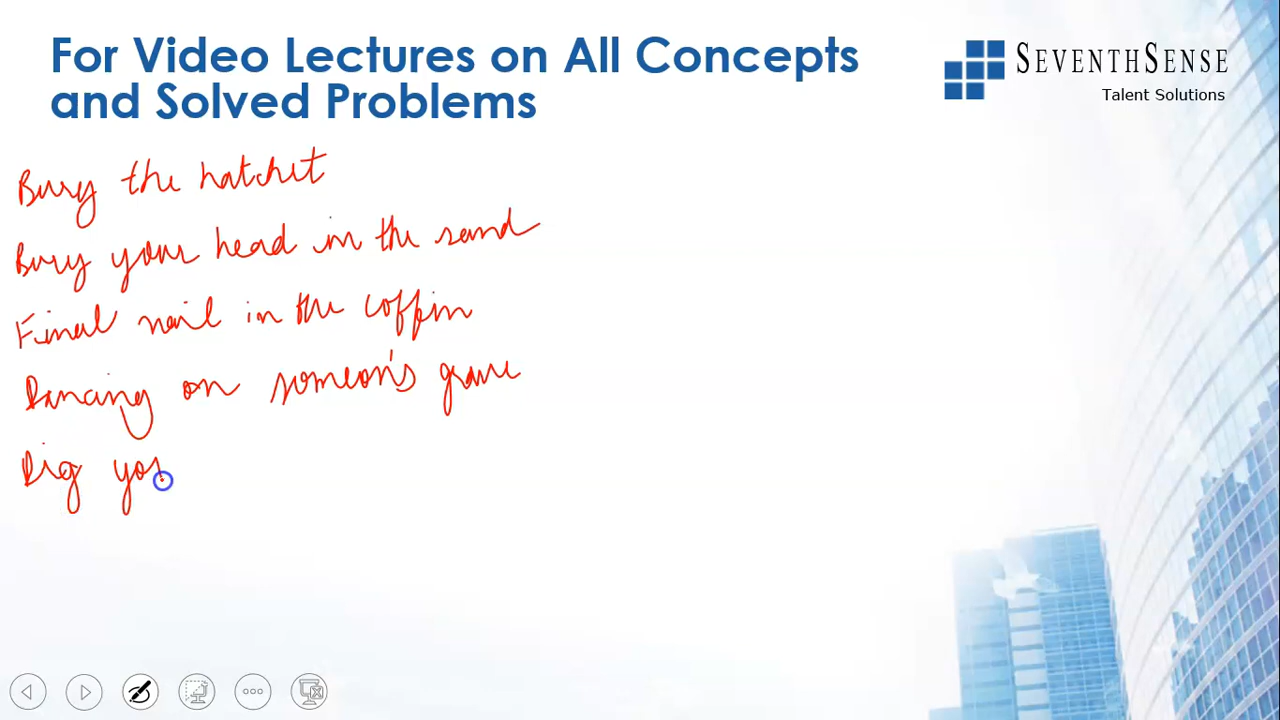 For Video Lectures on All Concepts
and Solved Problems
SEVENTHSENSE
Talent Solutions
Bury the hatchet
Bury your head in the sand
Final nail in the coffin
Dancing on someon's grave
Dig yo